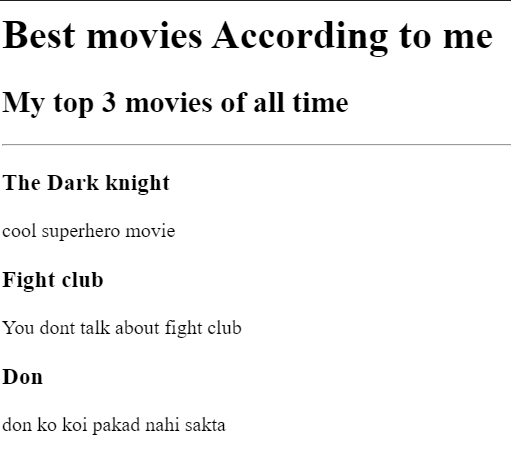 Best movies According to me
My top 3 movies of all time
The Dark knight
cool superhero movie
Fight club
You dont talk about fight club
Don
don ko koi pakad nahi sakta